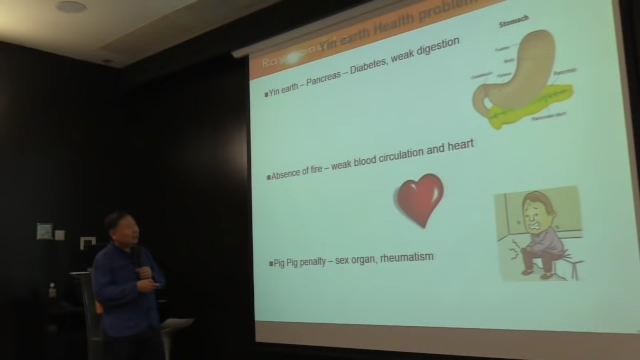 Yin earth Health problem
■Yin earth – Pancreas – Diabetes, weak digestion
Stomach
Pancreas
■Absence of fire – weak blood circulation and heart
■Pig Pig penalty – sex organ, rheumatism